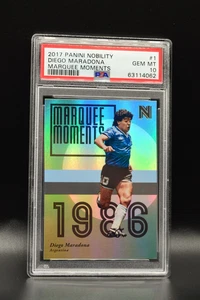 2017 PANINI NOBILITY #1
DIEGO MARADONA GEM MT
MARQUEE MOMENTS 10
PSA 63114062
MARQUEE
MOMENTS
N
1986
Diego Maradona
Argentina